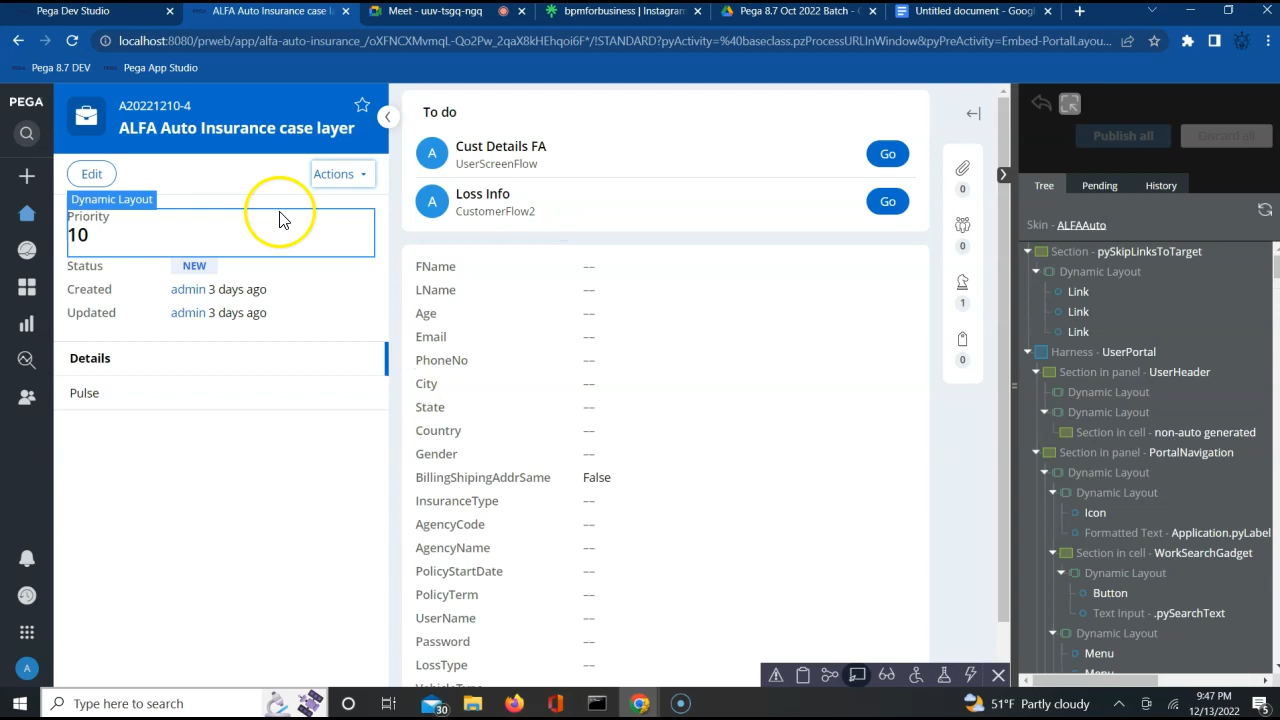 Pega Dev Studio
ALFA Auto Insurance case l
Meet - uuv-tsgq-ngq
bpmforbusiness | Instagram
Pega 8.7 Oct 2022 Batch -
Untitled document - Googl
localhost:8080/prweb/app/alfa-auto-insurance_/oXFNCXMvmqL-Qo2Pw_2qaX8kHEhqoi6F*/!STANDARD?pyActivity=%40baseclass.pzProcessURLInWindow&pyPreActivity=Embed-PortalLayou...
PEGA Pega 8.7 DEV
PEGA Pega App Studio
PEGA
A20221210-4
ALFA Auto Insurance case layer
Edit
Actions
Dynamic Layout
Priority
10
Status NEW
Created admin 3 days ago
Updated admin 3 days ago
Details
Pulse
A
To do
A
Cust Details FA
UserScreenFlow
Go
A
Loss Info
CustomerFlow2
Go
FName ––
LName ––
Age ––
Email ––
PhoneNo ––
City ––
State ––
Country ––
Gender ––
BillingShipingAddrSame False
InsuranceType ––
AgencyCode ––
AgencyName ––
PolicyStartDate ––
PolicyTerm ––
UserName ––
Password ––
LossType ––
VehicleType
0
0
1
0
Publish all
Discard all
Tree Pending History
Skin - ALFAAuto
Section - pySkipLinksToTarget
Dynamic Layout
Link
Link
Link
Harness - UserPortal
Section in panel - UserHeader
Dynamic Layout
Dynamic Layout
Section in cell - non-auto generated
Section in panel - PortalNavigation
Dynamic Layout
Dynamic Layout
Icon
Formatted Text - Application.pyLabel
Section in cell - WorkSearchGadget
Dynamic Layout
Button
Text Input - .pySearchText
Dynamic Layout
Menu
Menu
Type here to search
30
51°F Partly cloudy
3:47 PM
12/13/2022
5